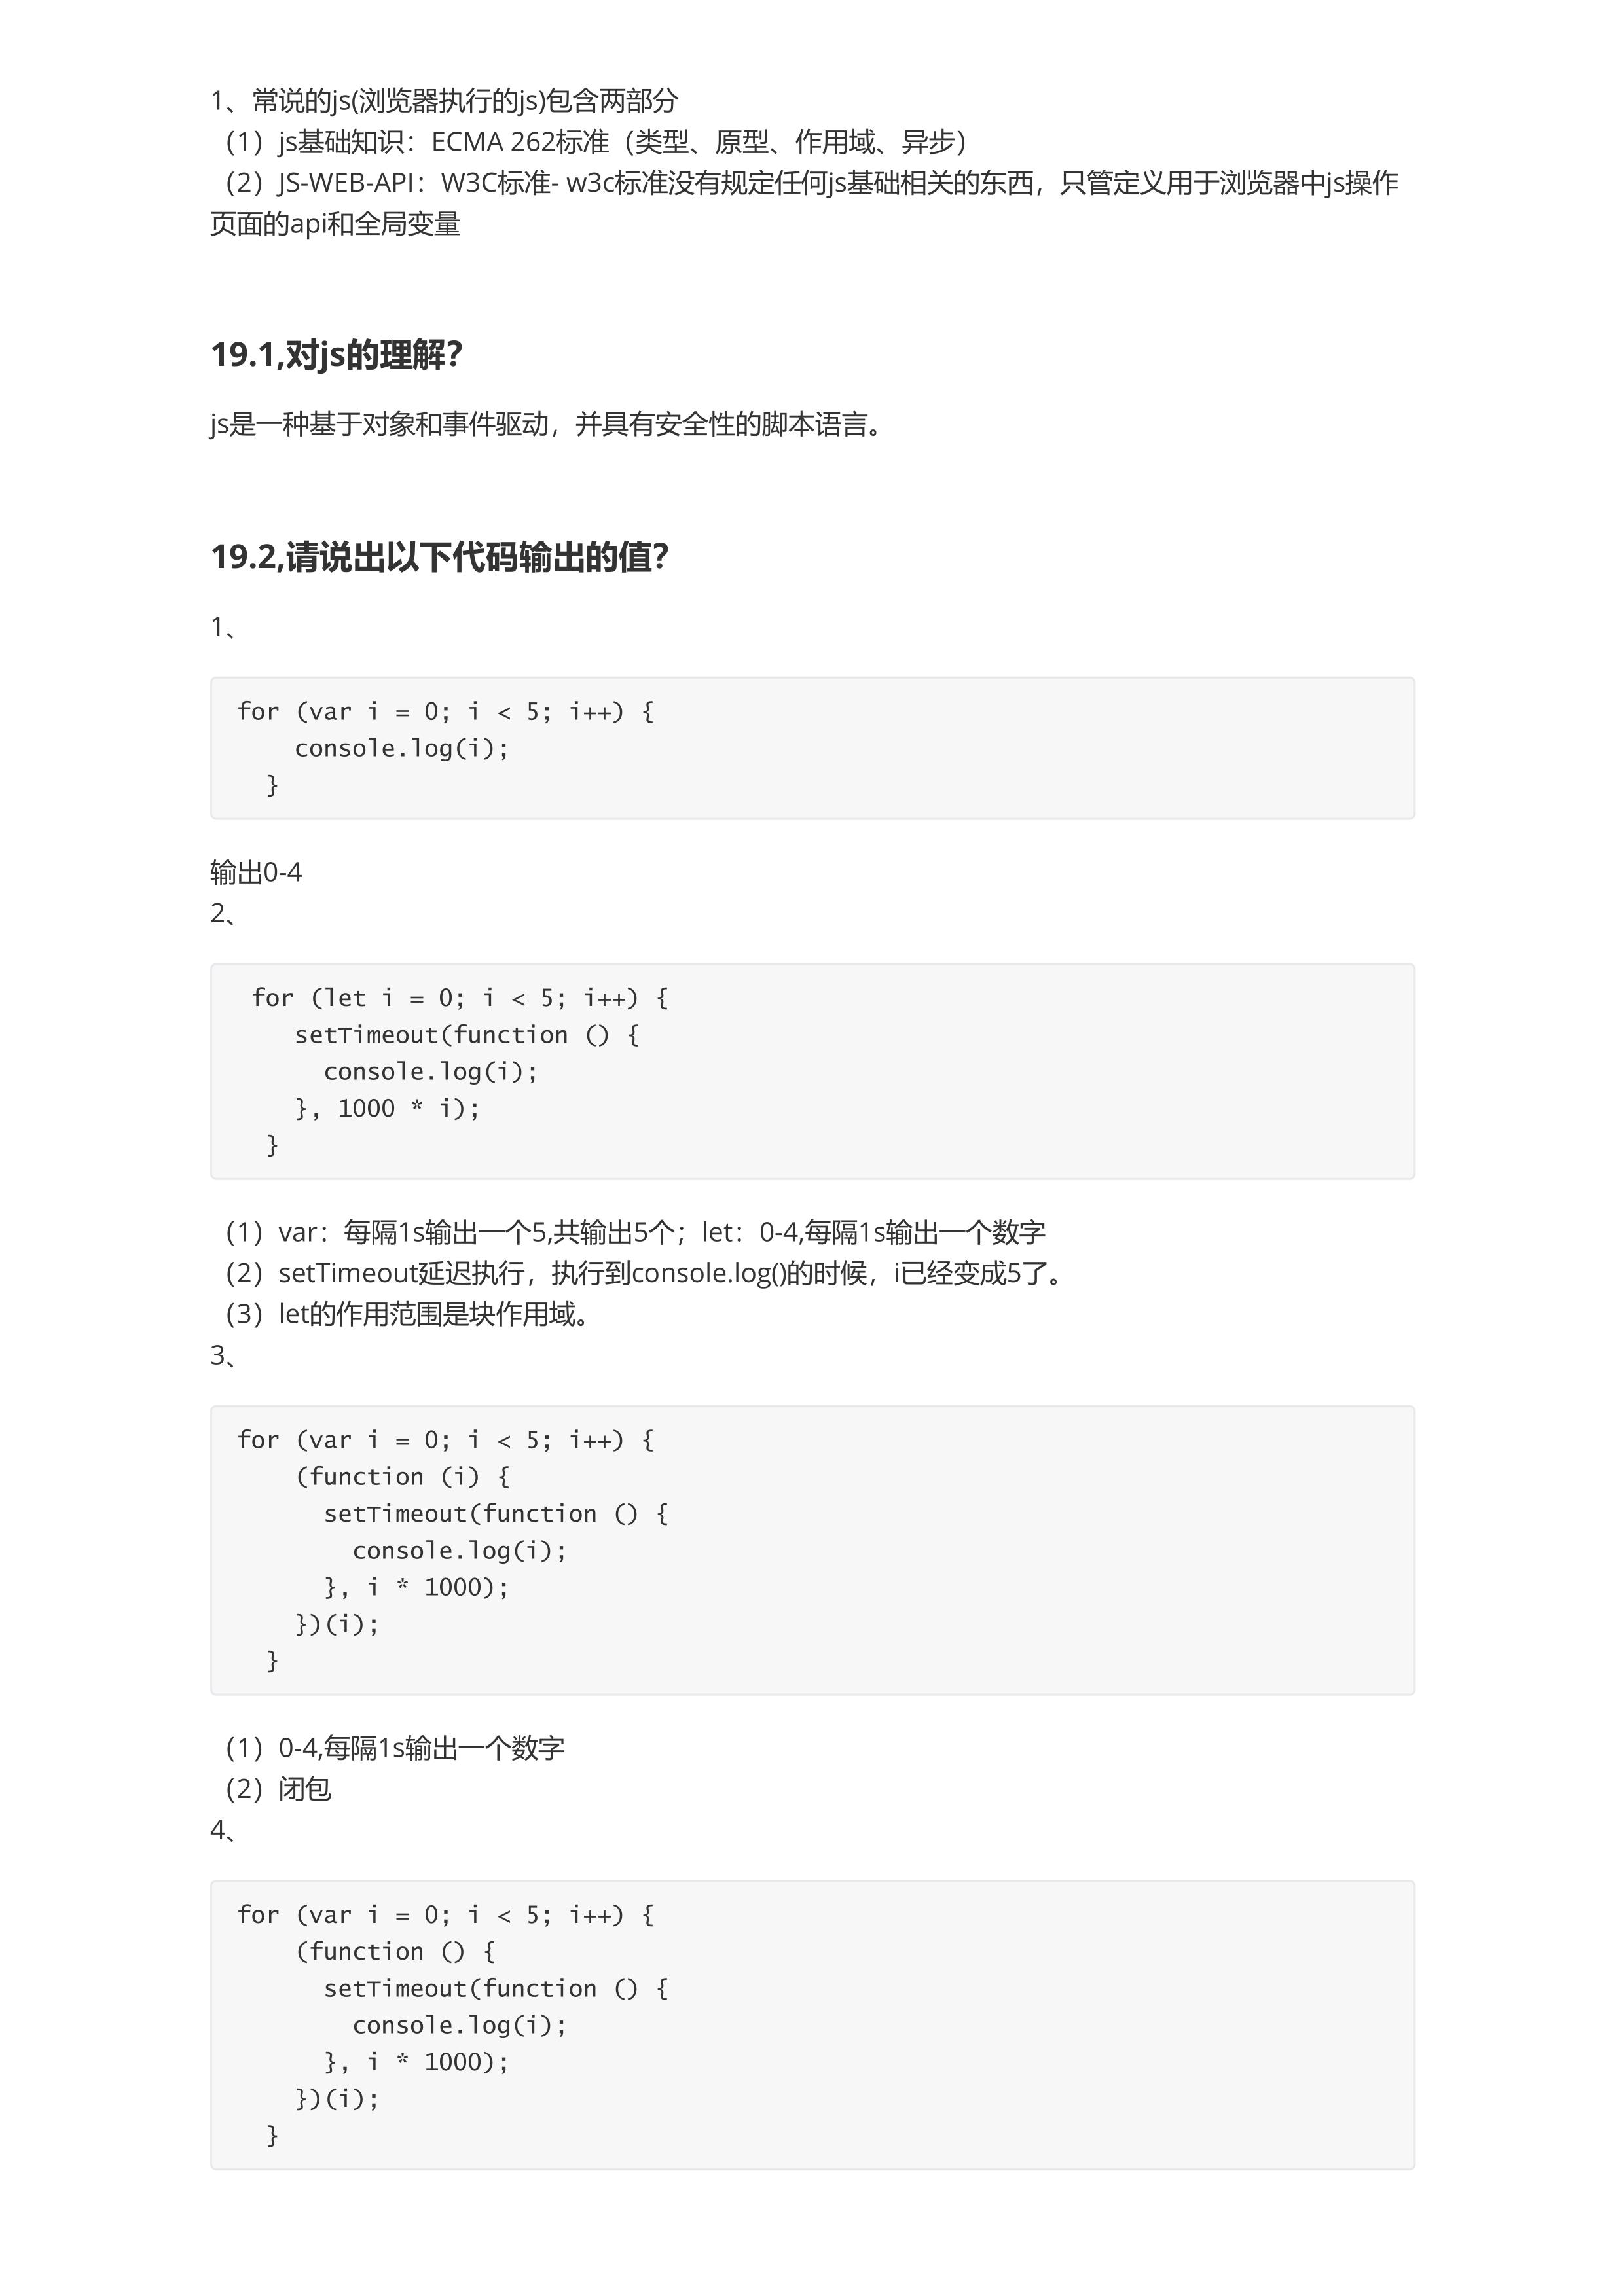 1、常说的js(浏览器执行的js)包含两部分
（1）js基础知识：ECMA 262标准（类型、原型、作用域、异步）
（2）JS-WEB-API：W3C标准- w3c标准没有规定任何js基础相关的东西，只管定义用于浏览器中js操作
页面的api和全局变量
19.1,对js的理解?
js是一种基于对象和事件驱动，并具有安全性的脚本语言。
19.2,请说出以下代码输出的值?
1、
for (var i = 0; i < 5; i++) {
    console.log(i);
  }
输出0-4
2、
 for (let i = 0; i < 5; i++) {
    setTimeout(function () {
      console.log(i);
    }, 1000 * i);
  }
（1）var：每隔1s输出一个5,共输出5个；let：0-4,每隔1s输出一个数字
（2）setTimeout延迟执行，执行到console.log()的时候，i已经变成5了。
（3）let的作用范围是块作用域。
3、
for (var i = 0; i < 5; i++) {
    (function (i) {
      setTimeout(function () {
        console.log(i);
      }, i * 1000);
    })(i);
  }
（1）0-4,每隔1s输出一个数字
（2）闭包
4、
for (var i = 0; i < 5; i++) {
    (function () {
      setTimeout(function () {
        console.log(i);
      }, i * 1000);
    })(i);
  }